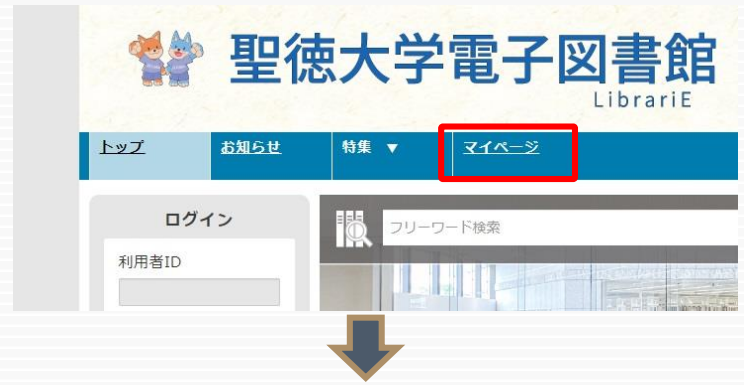 聖徳大学電子図書館
LibrariE
トップ お知らせ 特集 ▼ マイページ
ログイン
フリーワード検索
利用者ID